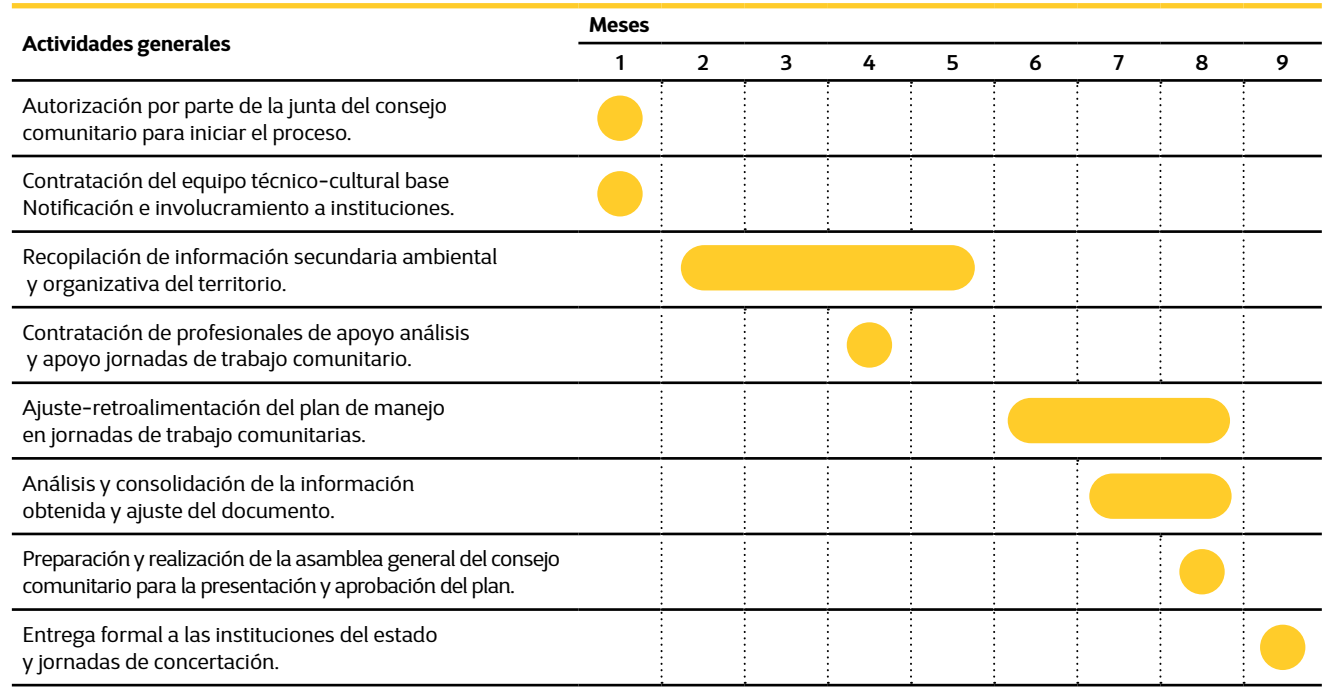 Actividades generales
Meses
1 2 3 4 5 6 7 8 9
Autorización por parte de la junta del consejo
comunitario para iniciar el proceso.
Contratación del equipo técnico-cultural base
Notificación e involucramiento a instituciones.
Recopilación de información secundaria ambiental
y organizativa del territorio.
Contratación de profesionales de apoyo análisis
y apoyo jornadas de trabajo comunitario.
Ajuste-retroalimentación del plan de manejo
en jornadas de trabajo comunitarias.
Análisis y consolidación de la información
obtenida y ajuste del documento.
Preparación y realización de la asamblea general del consejo
comunitario para la presentación y aprobación del plan.
Entrega formal a las instituciones del estado
y jornadas de concertación.